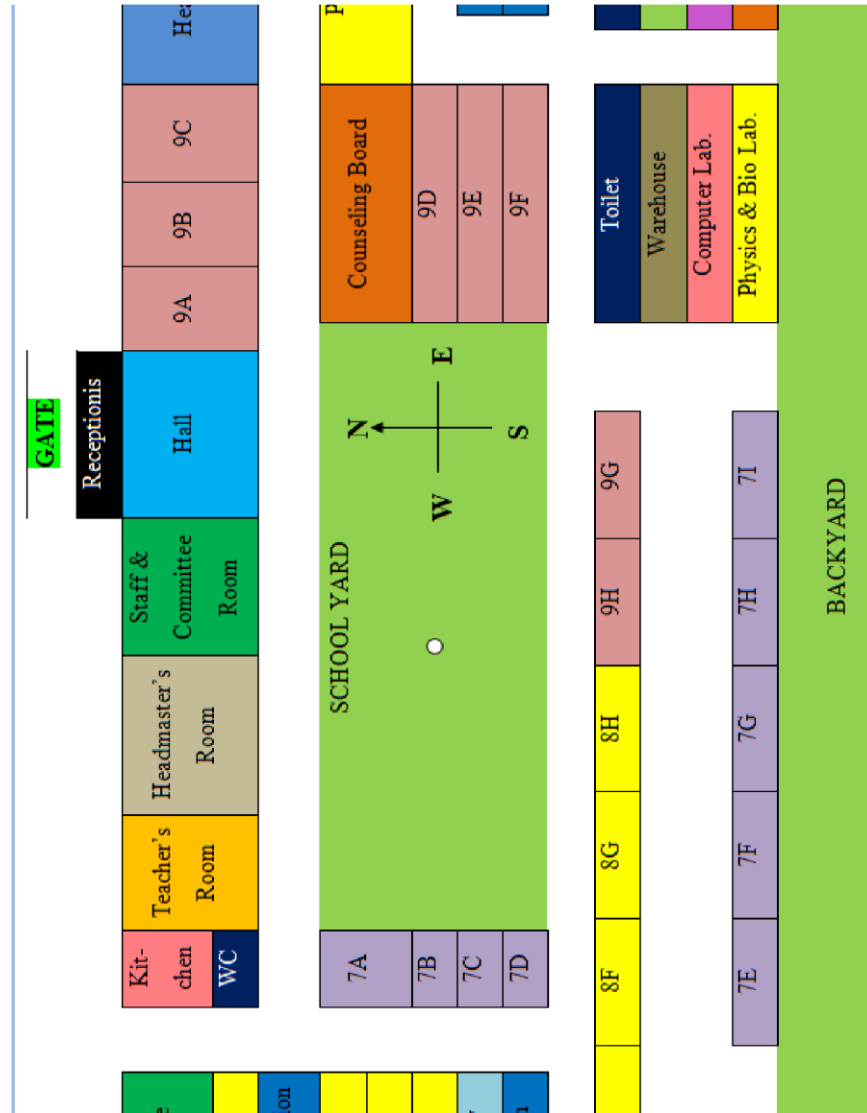 GATE
Receptionis
Kit-
chen
WC
Teacher's
Room
Headmaster's
Room
Staff &
Committee
Room
Hall
9A
9B
9C
Hea
ion
7A
7B
7C
7D
SCHOOL YARD
N
W
E
S
Counseling Board
9D
9E
9F
P
8F
8G
8H
9H
9G
Toilet
Warehouse
Computer Lab.
Physics & Bio Lab.
7E
7F
7G
7H
7I
BACKYARD